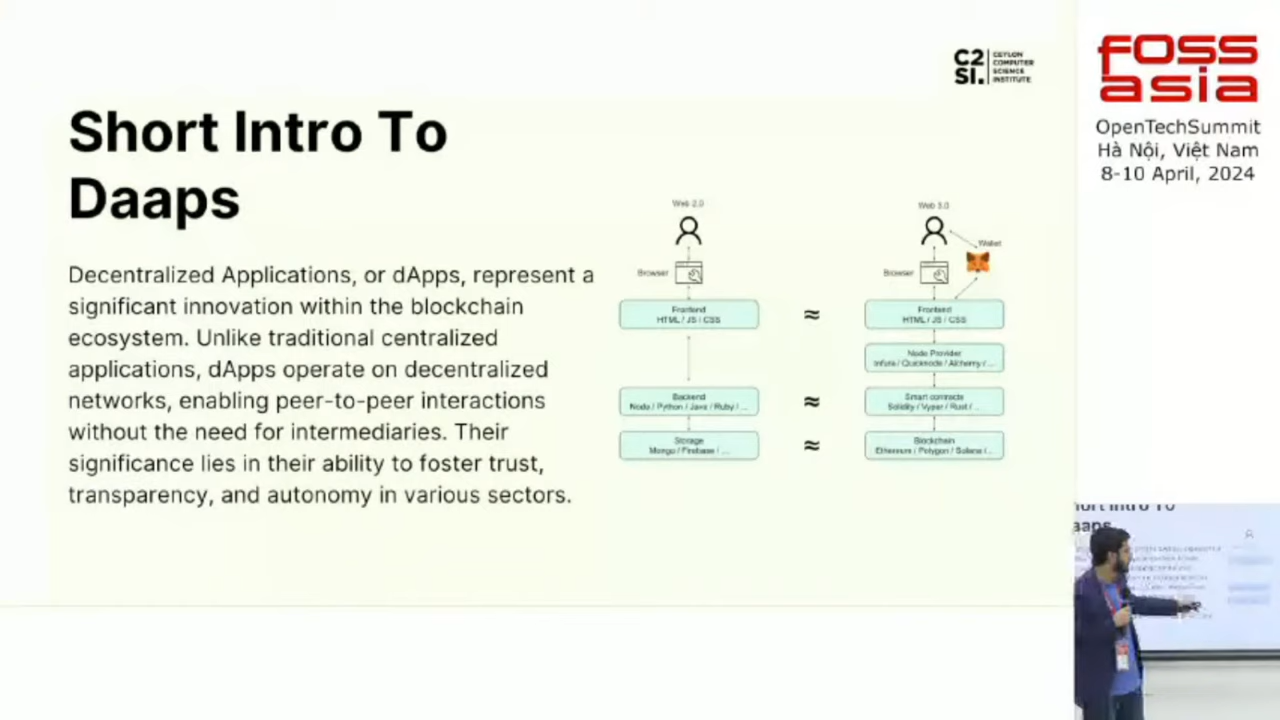 C2
SI.
CEYLON
COMPUTER
SCIENCE
INSTITUTE
FOSS
asia
OpenTechSummit
Hà Nội, Việt Nam
8-10 April, 2024
Short Intro To
Daaps
Decentralized Applications, or dApps, represent a
significant innovation within the blockchain
ecosystem. Unlike traditional centralized
applications, dApps operate on decentralized
networks, enabling peer-to-peer interactions
without the need for intermediaries. Their
significance lies in their ability to foster trust,
transparency, and autonomy in various sectors.
Web 2.0
Browser
Frontend
HTML / JS / CSS
Backend
Node / Python / Java / Ruby / ...
Storage
Mongo / Firebase / ...
≈
≈
≈
Web 3.0
Wallet
Browser
Frontend
HTML / JS / CSS
Node Provider
Infura / Quicknode / Alchemy / ...
Smart contracts
Solidity / Vyper / Rust / ...
Blockchain
Ethereum / Polygon / Solana / ...
Short Intro To
Daaps